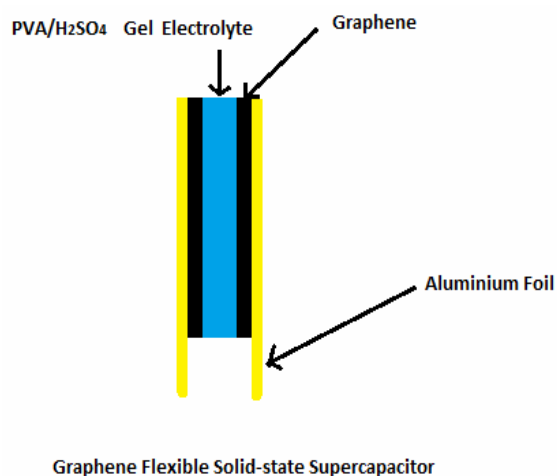 PVA/H₂SO₄ Gel Electrolyte
Graphene
Aluminium Foil
Graphene Flexible Solid-state Supercapacitor